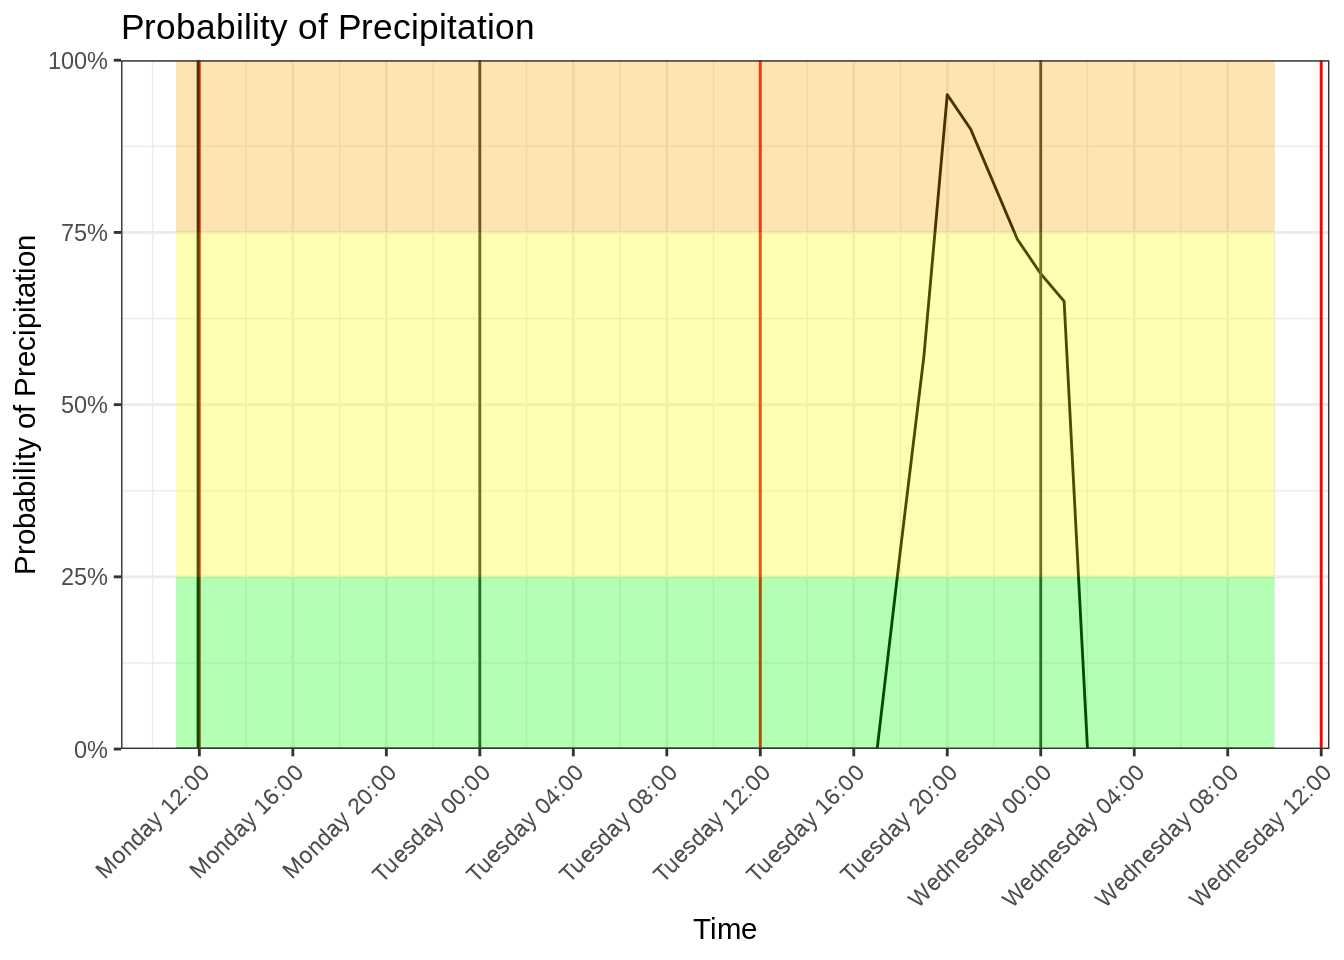 Probability of Precipitation
100%
75%
50%
25%
0%
Probability of Precipitation
Monday 12:00
Monday 16:00
Monday 20:00
Tuesday 00:00
Tuesday 04:00
Tuesday 08:00
Tuesday 12:00
Tuesday 16:00
Tuesday 20:00
Wednesday 00:00
Wednesday 04:00
Wednesday 08:00
Wednesday 12:00
Time